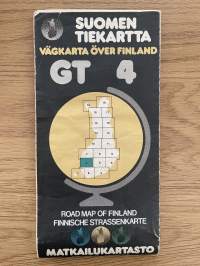 SUOMEN
TIEKARTTA
VÄGKARTA ÖVER FINLAND
GT 4
ROAD MAP OF FINLAND
FINNISCHE STRASSENKARTE
MATKAILUKARTASTO